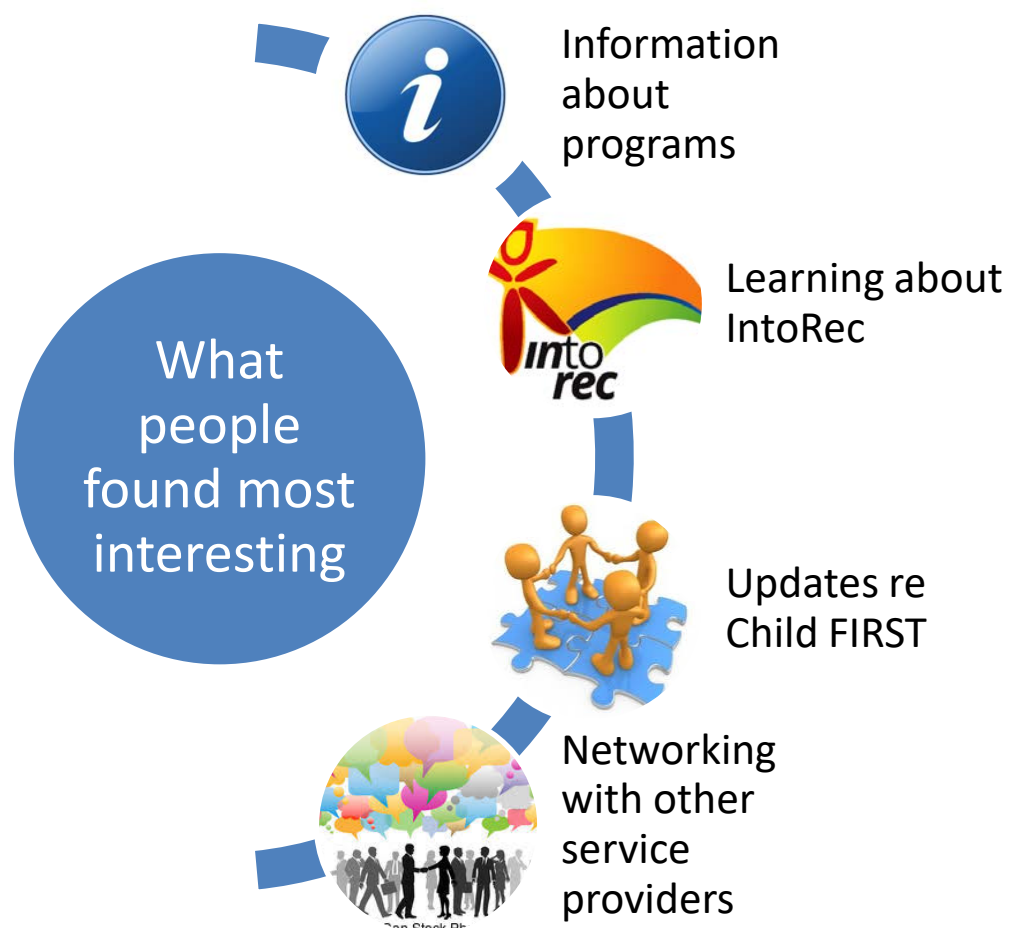 Information
about
programs
into
rec
Learning about
IntoRec
What
people
found most
interesting
Updates re
Child FIRST
Networking
with other
service
providers